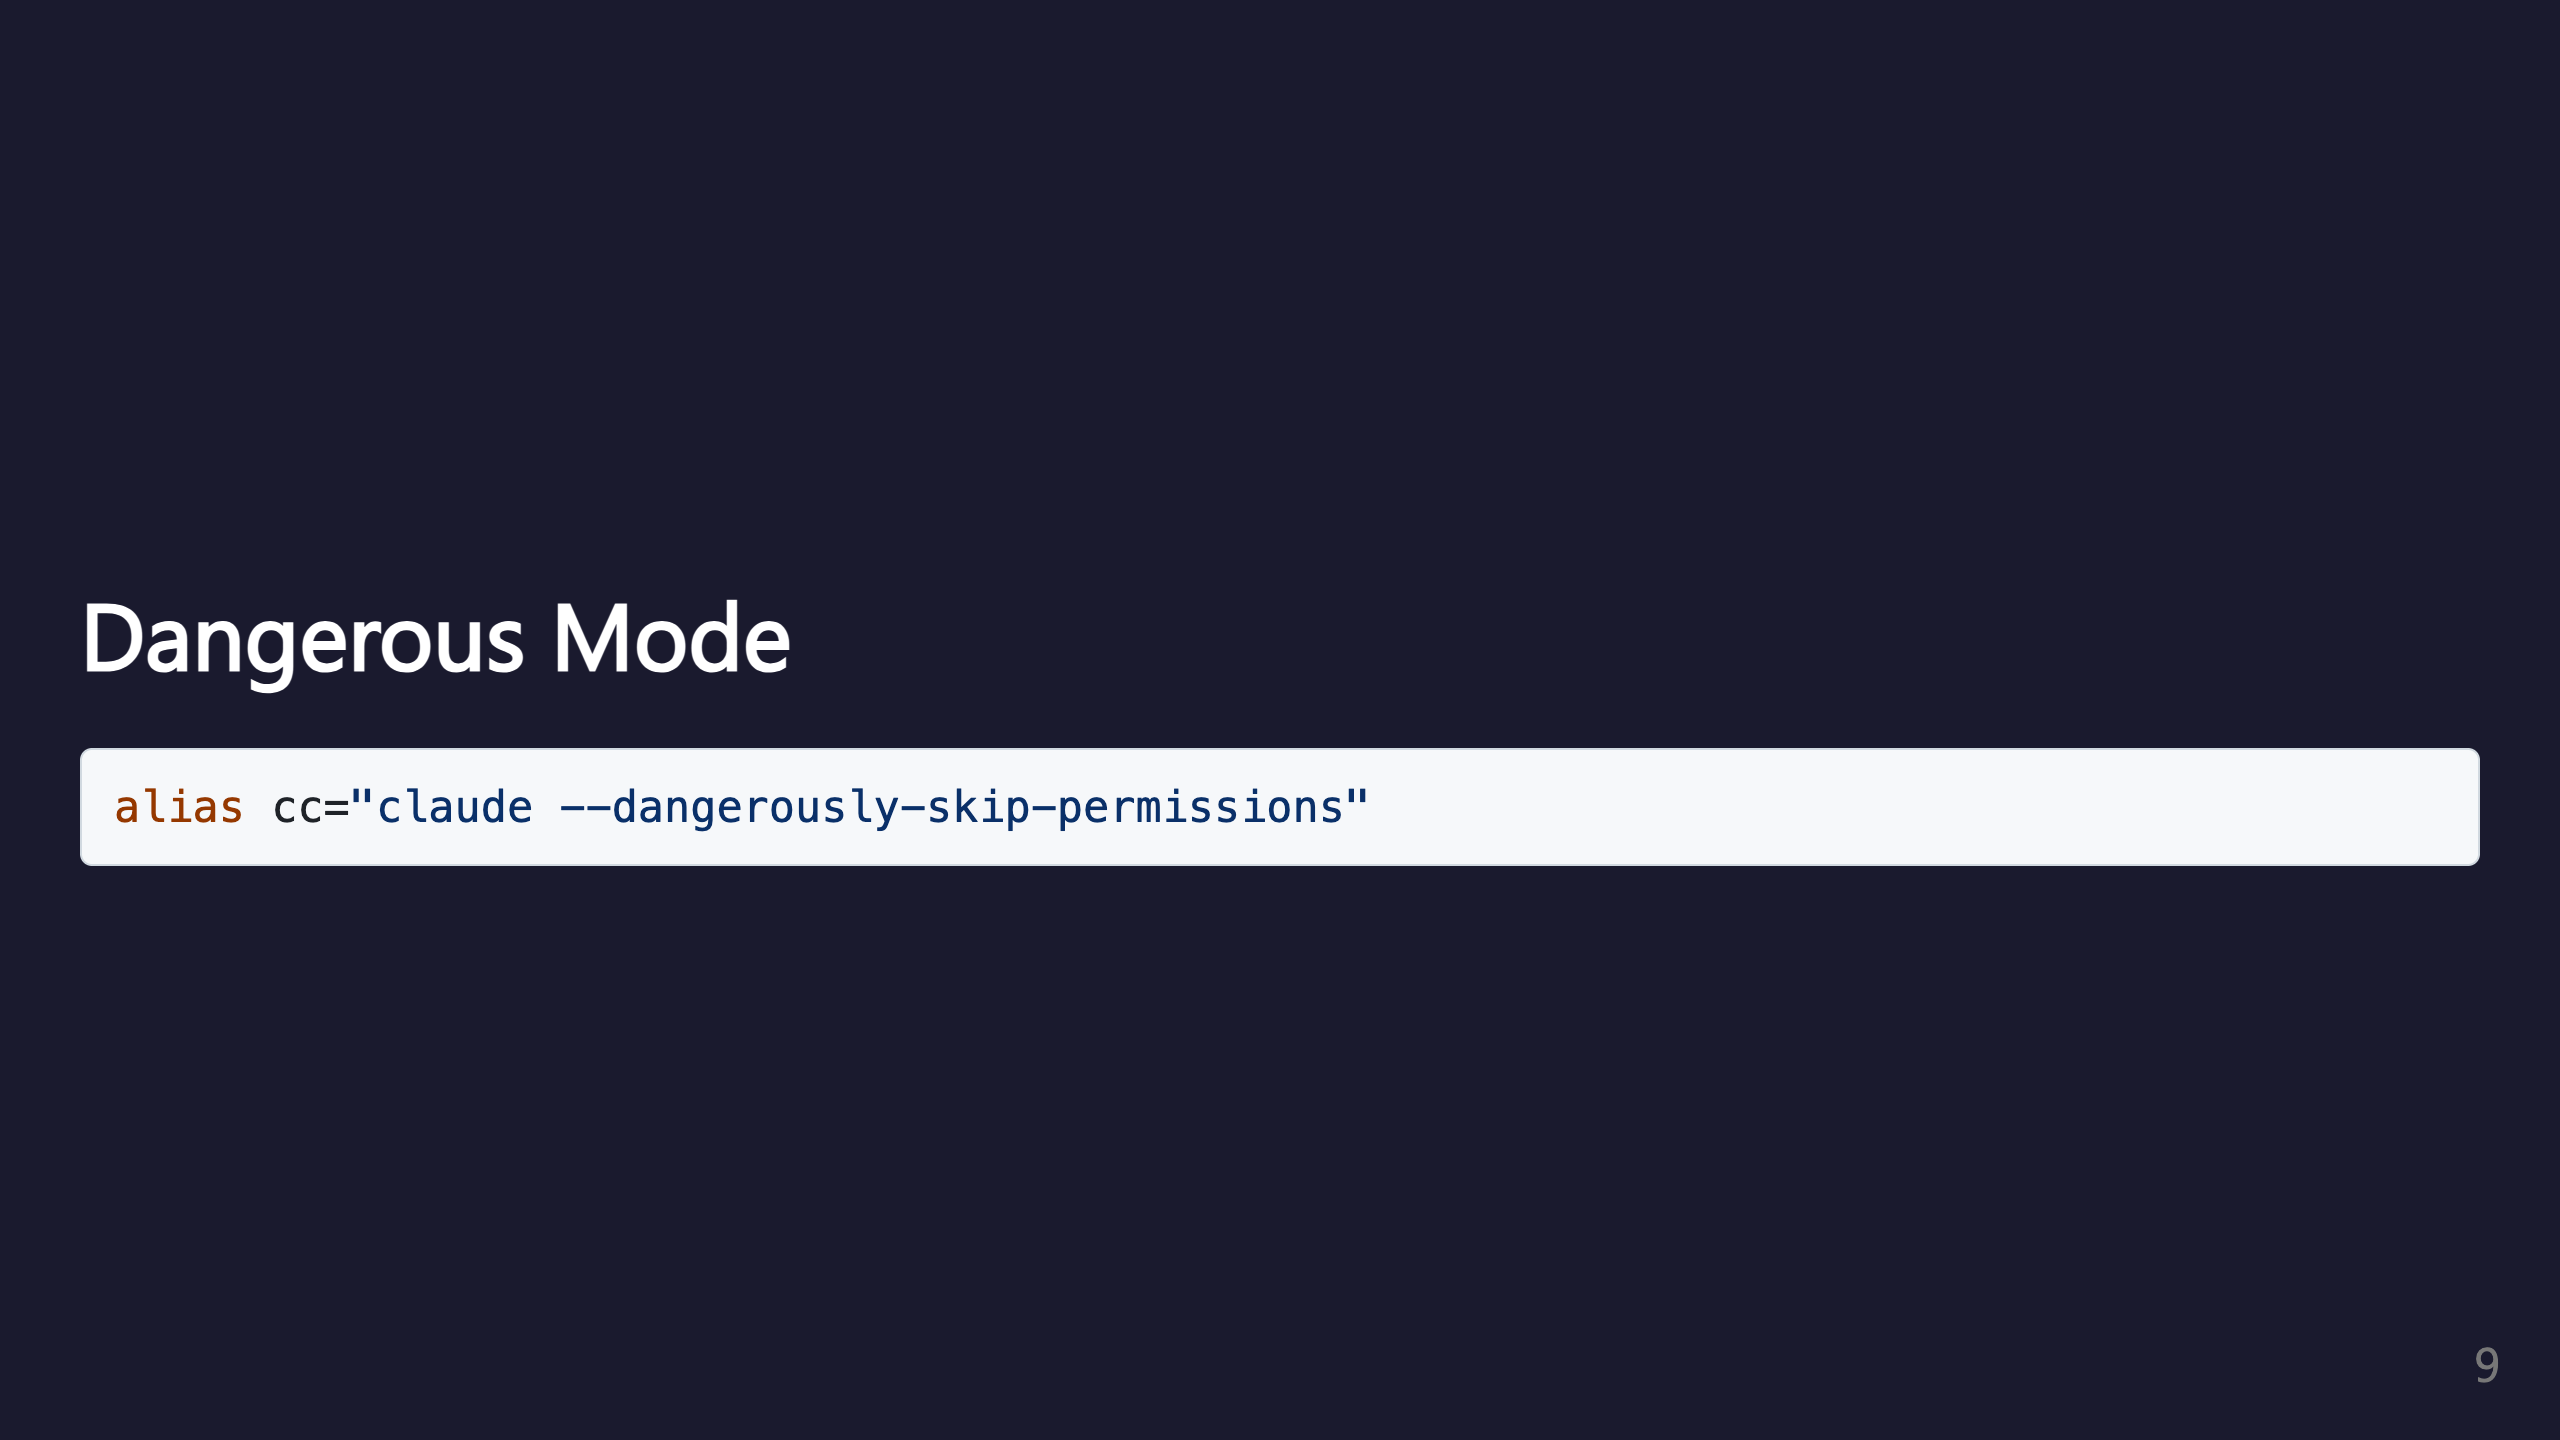 Dangerous Mode
alias cc="claude --dangerously-skip-permissions"
9